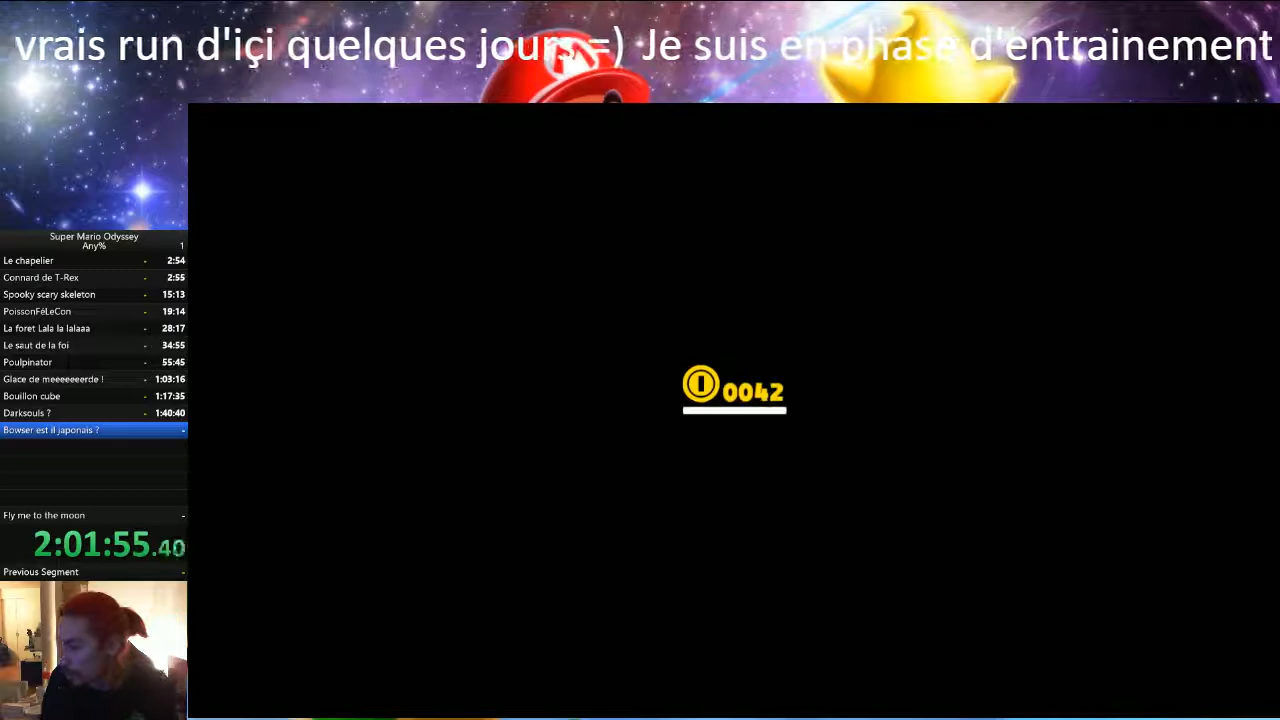 vrais run d'içi quelques jours =) Je suis en phase d'entrainement
Super Mario Odyssey
Any% 1
Le chapelier - 2:54
Connard de T-Rex - 2:55
Spooky scary skeleton - 15:13
PoissonFéLeCon - 19:14
La foret Lala la lalaaa - 28:17
Le saut de la foi - 34:55
Poulpinator - 55:45
Glace de meeeeeeerde ! - 1:03:16
Bouillon cube - 1:17:35
Darksouls ? - 1:40:40
Bowser est il japonais ? -
Fly me to the moon -
2:01:55.40
Previous Segment -
0042